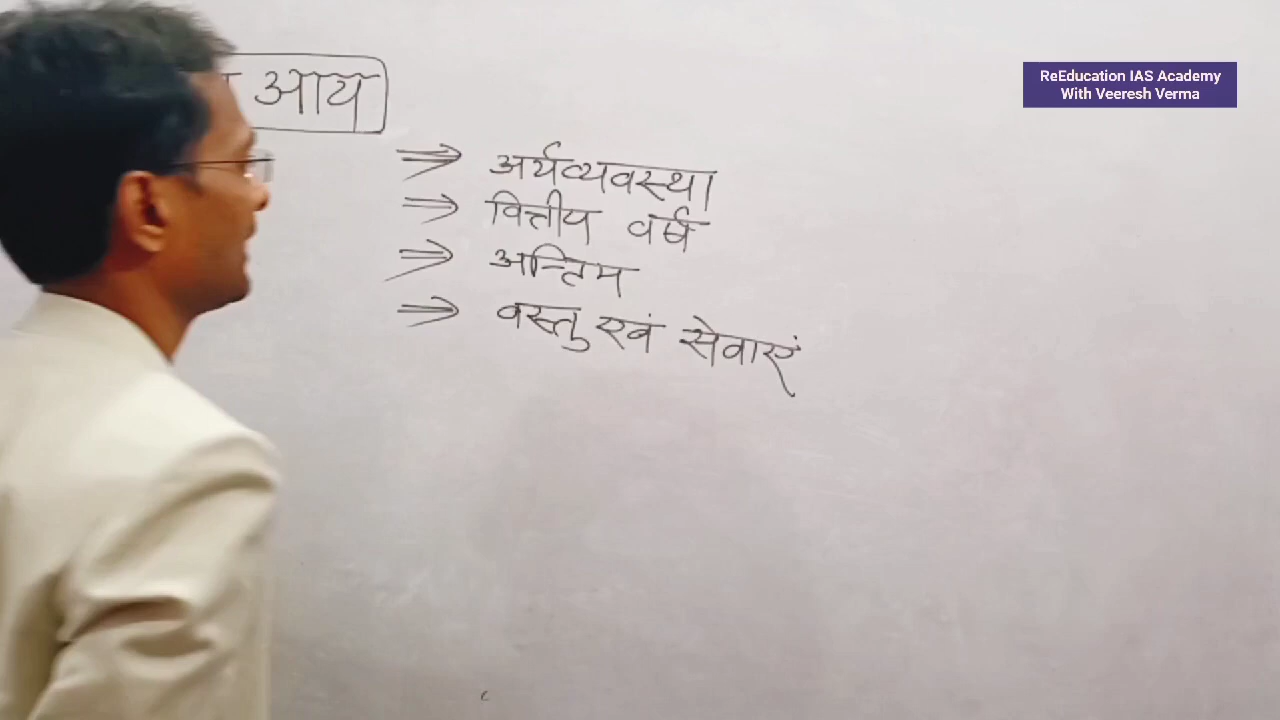 आय
⇒ अर्थव्यवस्था
⇒ वित्तीय वर्ष
⇒ अन्तिम
⇒ वस्तु एवं सेवाएं
ReEducation IAS Academy
With Veeresh Verma